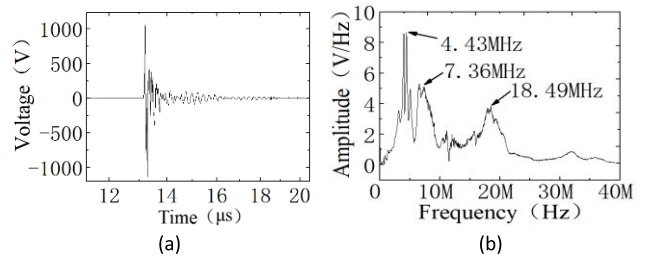 1000
500
0
-500
-1000
Voltage (V)
12
14
16
18
20
Time (μs)
(a)
10
8
6
4
2
0
Amplitude (V/Hz)
4.43MHz
7.36MHz
18.49MHz
0
10M
20M
30M
40M
Frequency (Hz)
(b)